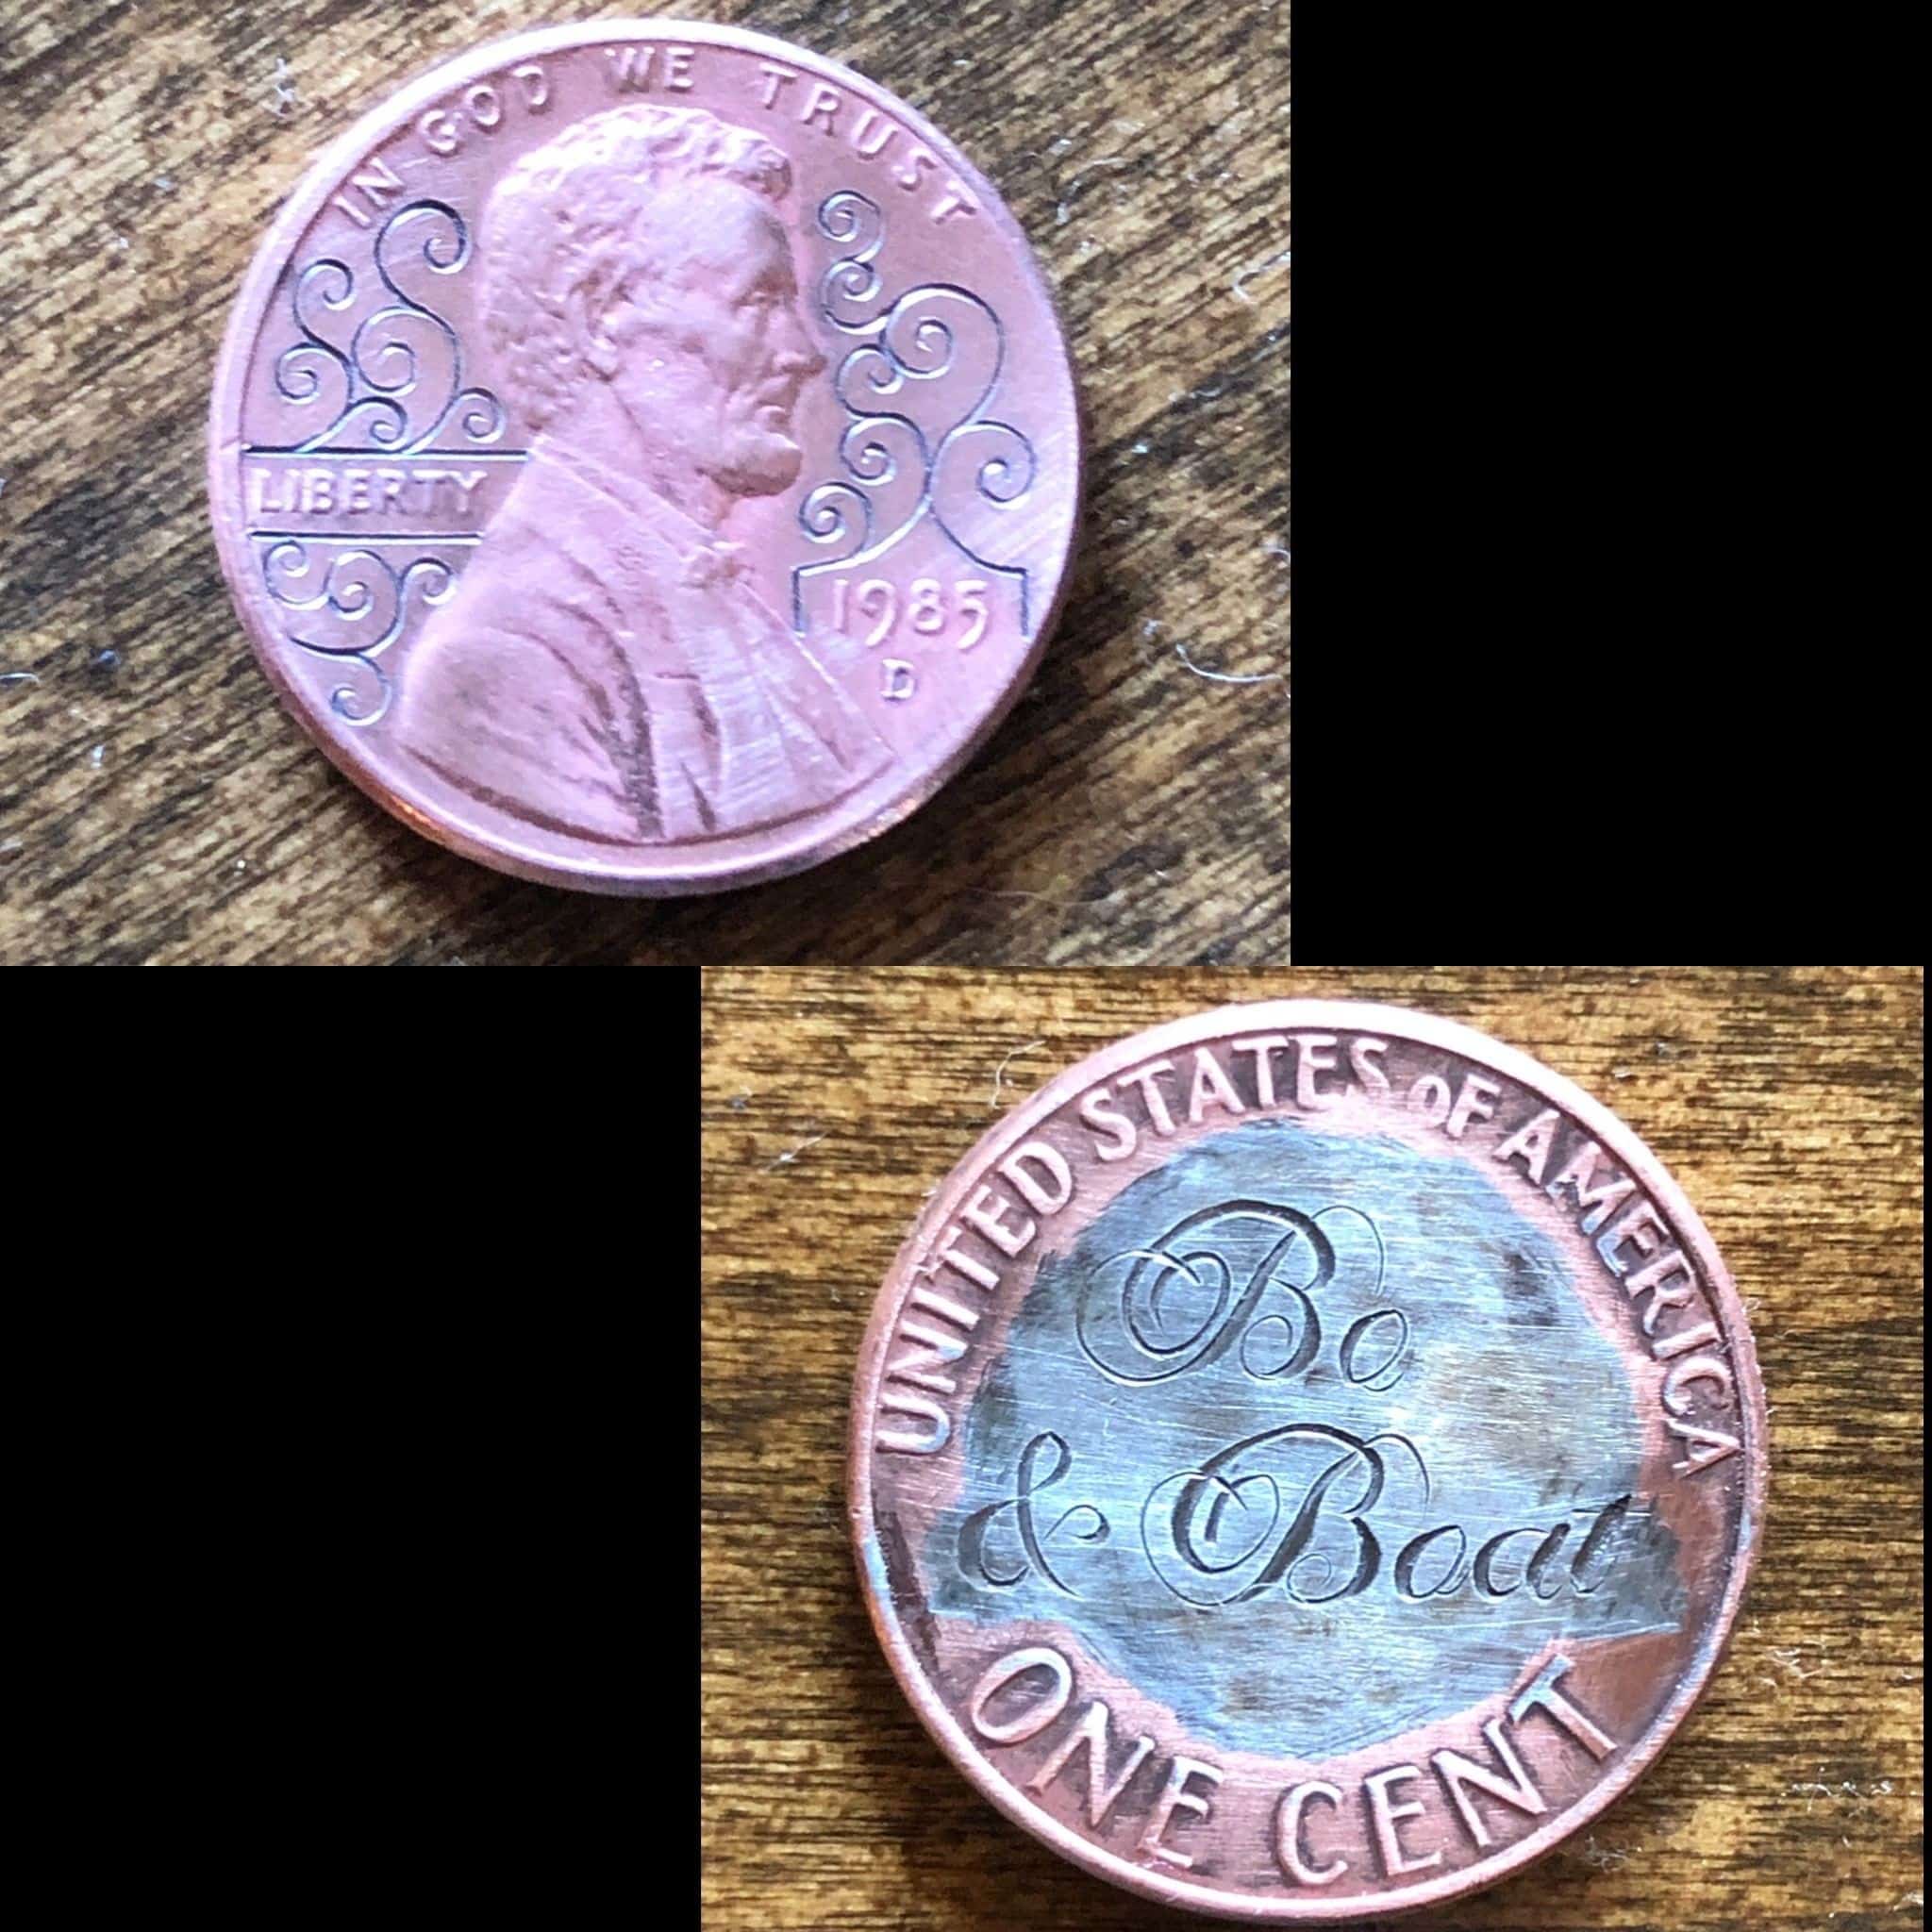 IN GOD WE TRUST
LIBERTY
1985
D
UNITED STATES OF AMERICA
Bo
& Boat
ONE CENT